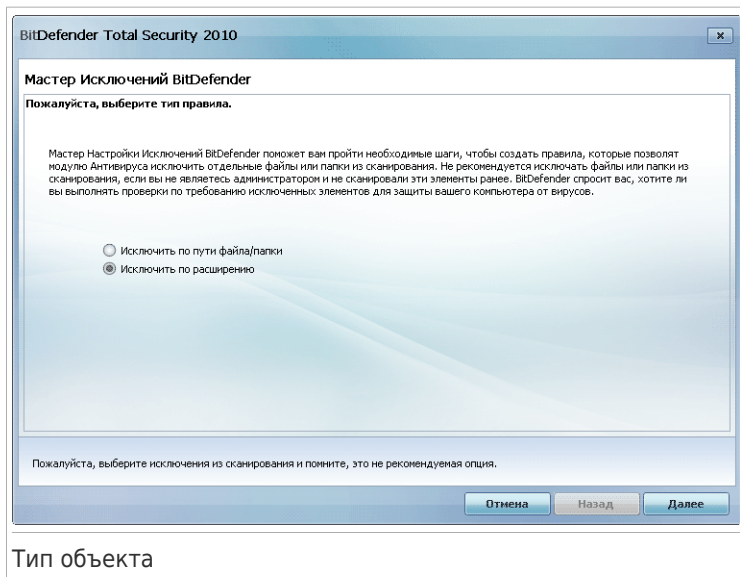 BitDefender Total Security 2010
Мастер Исключений BitDefender
Пожалуйста, выберите тип правила.
Мастер Настройки Исключений BitDefender поможет вам пройти необходимые шаги, чтобы создать правила, которые позволят
модулю Антивируса исключить отдельные файлы или папки из сканирования. Не рекомендуется исключать файлы или папки из
сканирования, если вы не являетесь администратором и не сканировали эти элементы ранее. BitDefender спросит вас, хотите ли
вы выполнять проверки по требованию исключенных элементов для защиты вашего компьютера от вирусов.
Исключить по пути файла/папки
Исключить по расширению
Пожалуйста, выберите исключения из сканирования и помните, это не рекомендуемая опция.
Отмена Назад Далее
Тип объекта